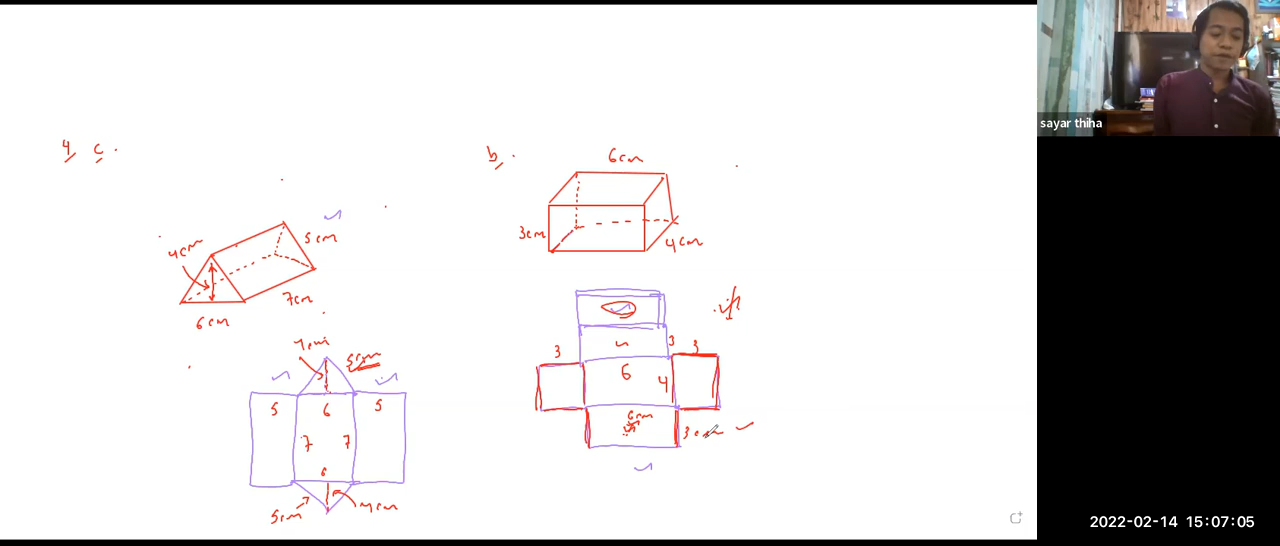 4 c.
4cm
5cm
7cm
6cm
4cm
5cm
5
6
5
7
7
6
5cm
4cm
b.
6cm
3cm
4cm
3
3
3
6
4
6cm
3cm
sayar thiha
2022-02-14 15:07:05